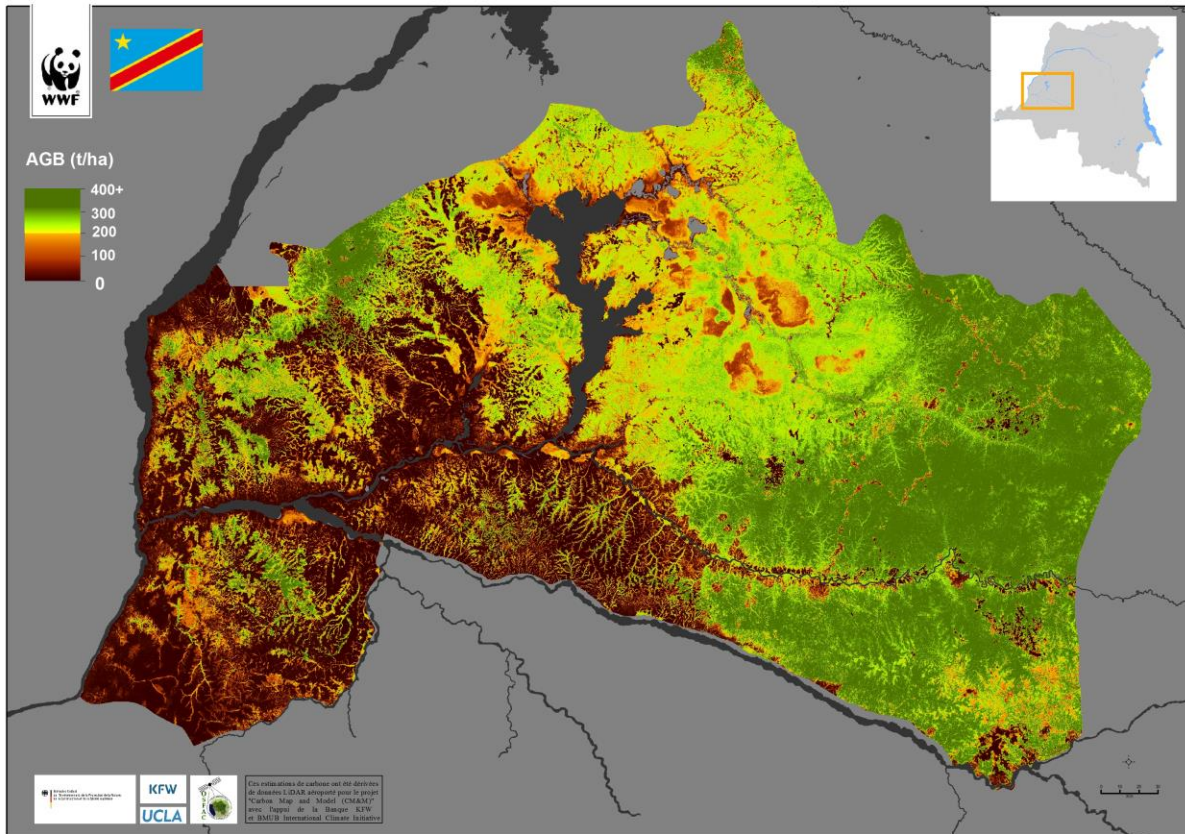 WWF
AGB (t/ha)
400+
300
200
100
0
KFW
UCLA
OSFAC
Ces estimations de carbone ont été dérivées
de données LiDAR aéroporté pour le projet
"Carbon Map and Model (CM&M)"
avec l'appui de la Banque KFW
et BMUB International Climate Initiative